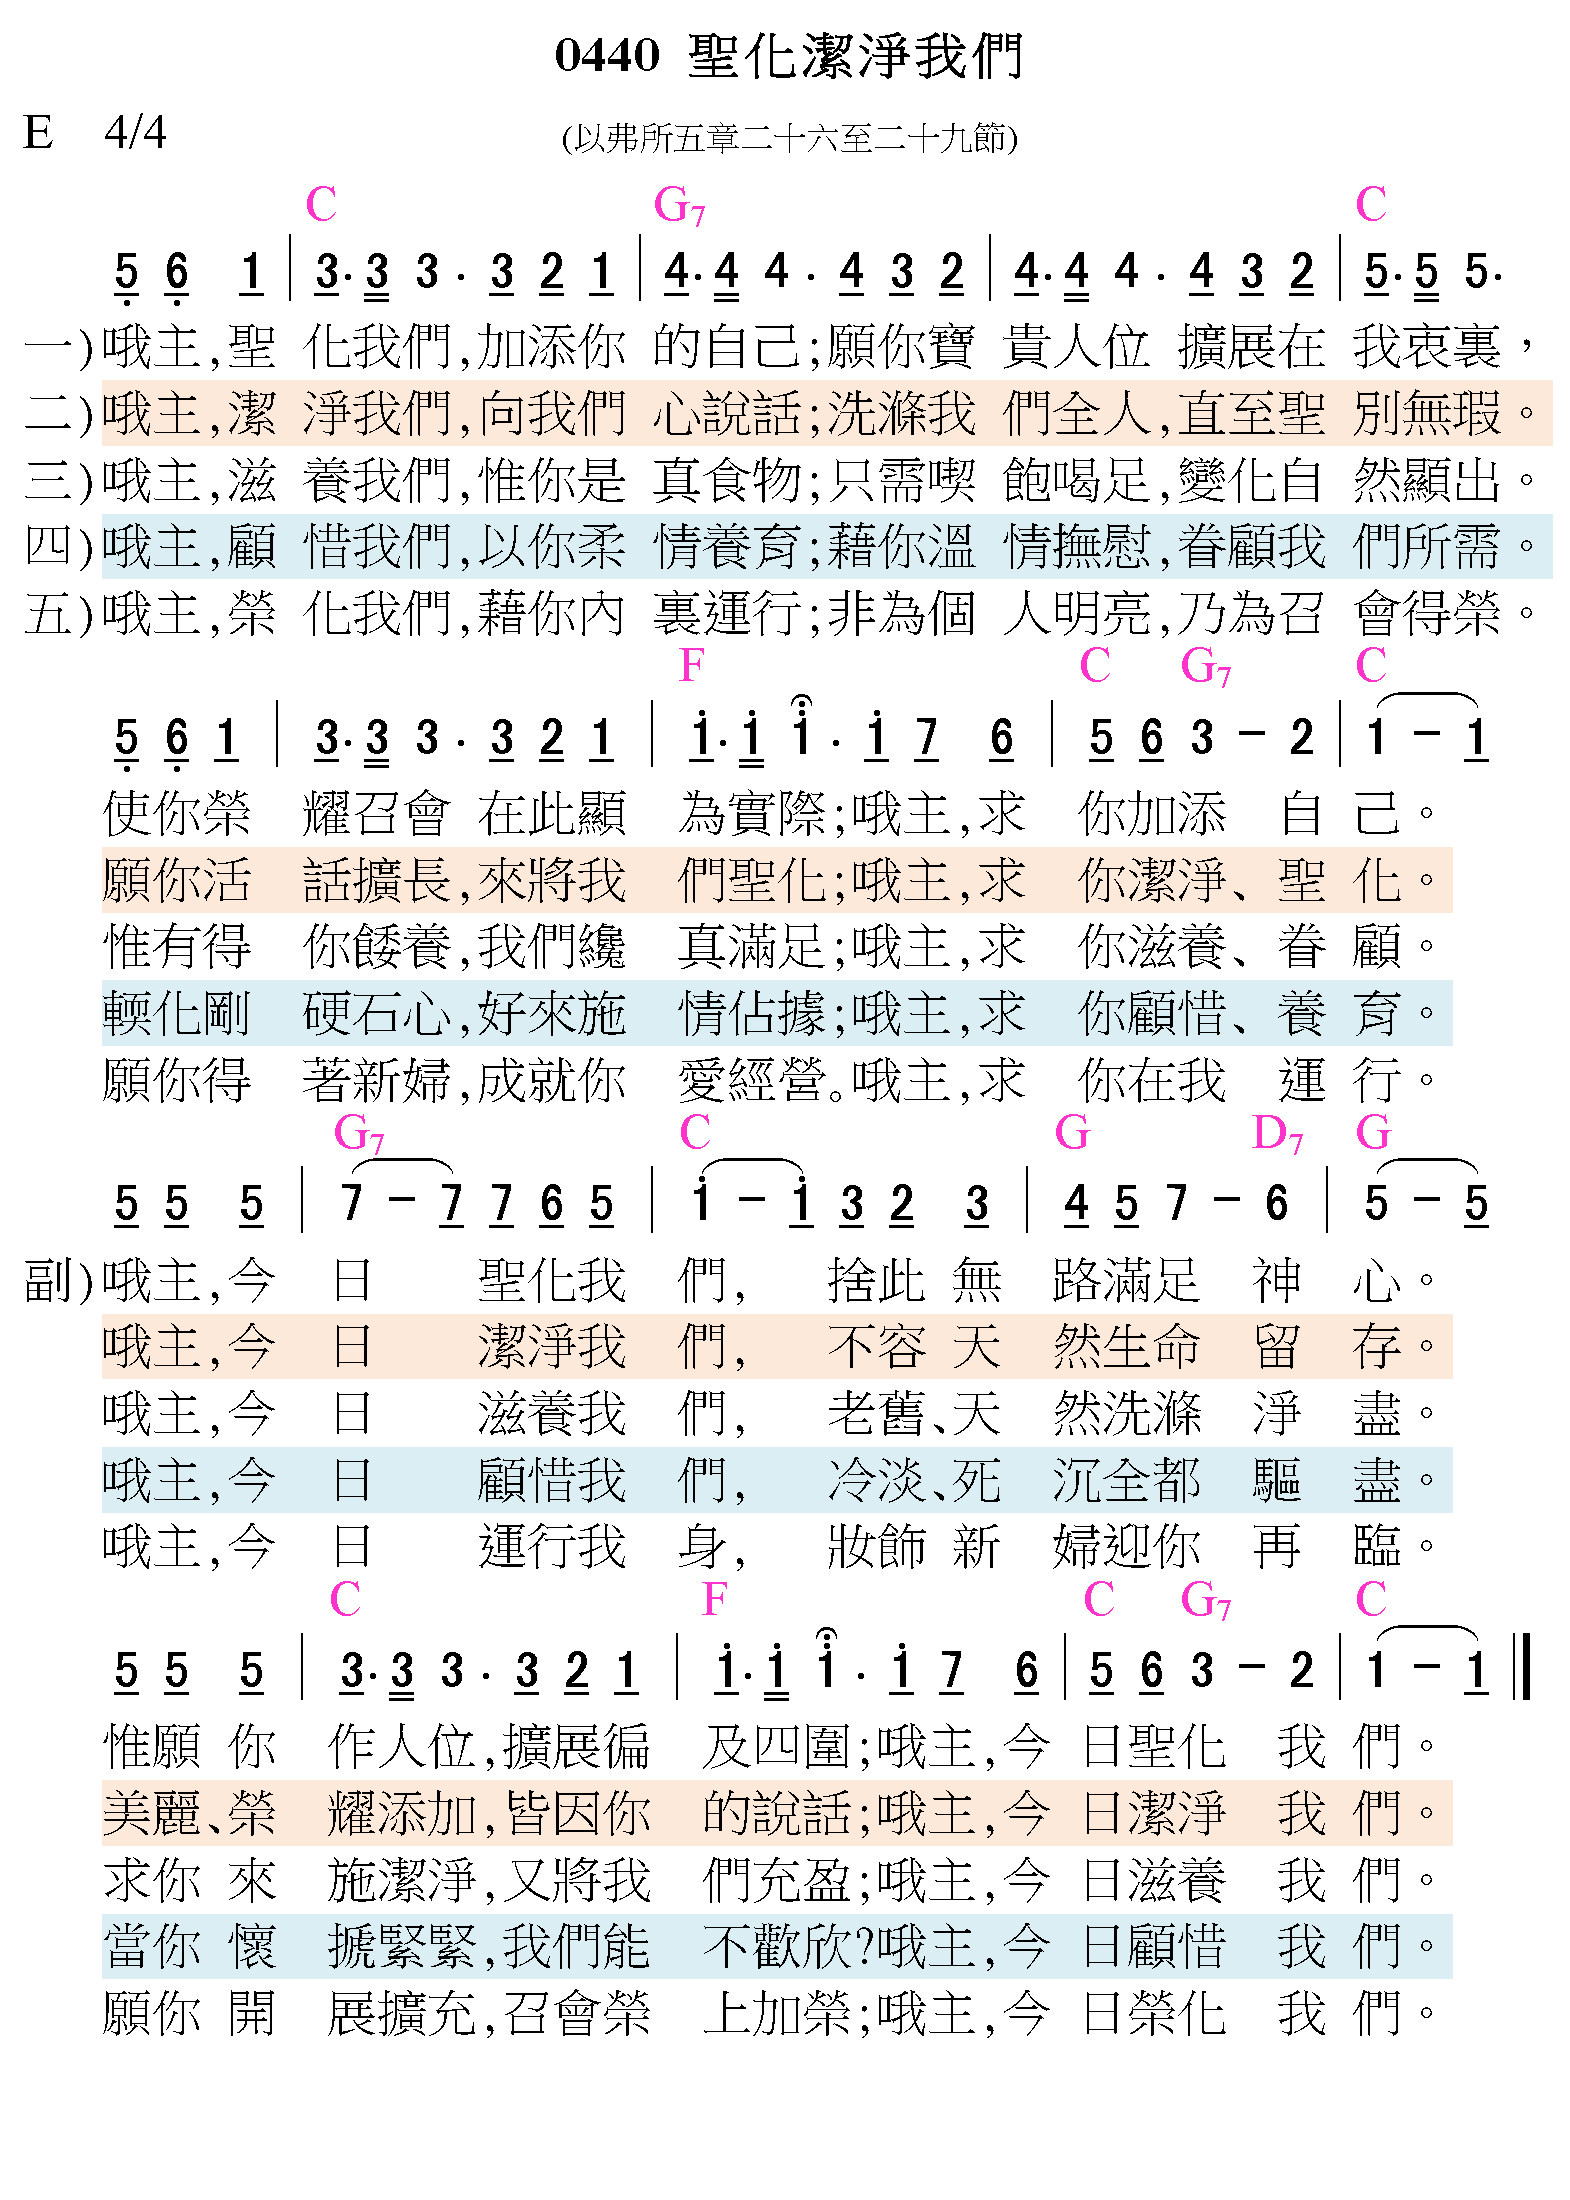 0440 聖化潔淨我們
E 4/4 (以弗所五章二十六至二十九節)
C G7 C
5 6 1 | 3. 3 3 . 3 2 1 | 4. 4 4 . 4 3 2 | 4. 4 4 . 4 3 2 | 5. 5 5.
一)哦主,聖 化我們,加添你 的自己;願你寶 貴人位 擴展在 我衷裏，
二)哦主,潔 淨我們,向我們 心說話;洗滌我 們全人,直至聖 別無瑕。
三)哦主,滋 養我們,惟你是 真食物;只需喫 飽喝足,變化自 然顯出。
四)哦主,顧 惜我們,以你柔 情養育;藉你溫 情撫慰,眷顧我 們所需。
五)哦主,榮 化我們,藉你內 裏運行;非為個 人明亮,乃為召 會得榮。
F C G7 C
5 6 1 | 3. 3 3 . 3 2 1 | 1. 1 1 . 1 7 6 | 5 6 3 - 2 | 1 - 1
使你榮 耀召會 在此顯 為實際;哦主,求 你加添 自 己。
願你活 話擴長,來將我 們聖化;哦主,求 你潔淨、聖 化。
惟有得 你餧養,我們纔 真滿足;哦主,求 你滋養、眷 顧。
輭化剛 硬石心,好來施 情佔據;哦主,求 你顧惜、養 育。
願你得 著新婦,成就你 愛經營。哦主,求 你在我 運 行。
G7 C G D7 G
5 5 5 | 7 - 7 7 6 5 | 1 - 1 3 2 3 | 4 5 7 - 6 | 5 - 5
副)哦主,今 日 聖化我 們, 捨此 無 路滿足 神 心。
哦主,今 日 潔淨我 們, 不容 天 然生命 留 存。
哦主,今 日 滋養我 們, 老舊、天 然洗滌 淨 盡。
哦主,今 日 顧惜我 們, 冷淡、死 沉全都 驅 盡。
哦主,今 日 運行我 身, 妝飾 新 婦迎你 再 臨。
C F C G7 C
5 5 5 | 3. 3 3 . 3 2 1 | 1. 1 1 . 1 7 6 | 5 6 3 - 2 | 1 - 1
惟願 你 作人位,擴展徧 及四圍;哦主,今 日聖化 我 們。
美麗、榮 耀添加,皆因你 的說話;哦主,今 日潔淨 我 們。
求你 來 施潔淨,又將我 們充盈;哦主,今 日滋養 我 們。
當你 懷 搋緊緊,我們能 不歡欣?哦主,今 日顧惜 我 們。
願你 開 展擴充,召會榮 上加榮;哦主,今 日榮化 我 們。